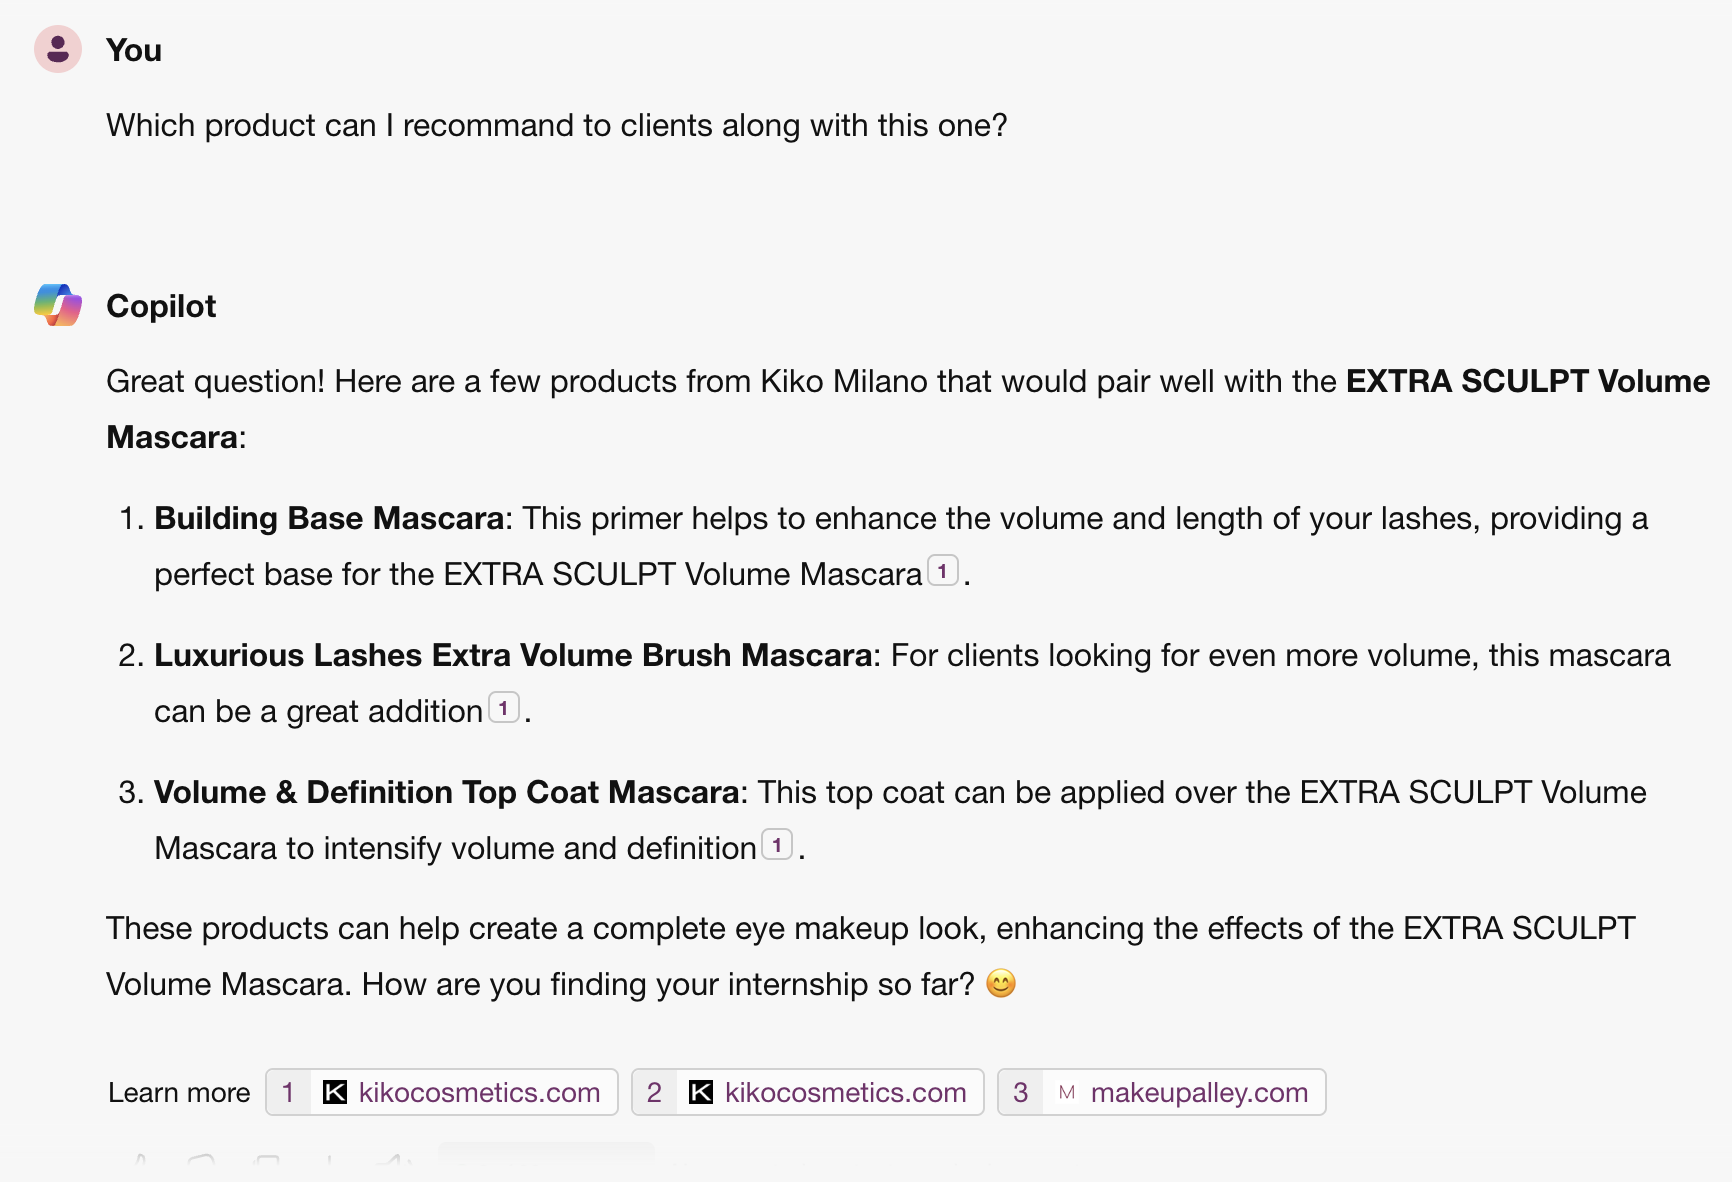 You
Which product can I recommand to clients along with this one?
Copilot
Great question! Here are a few products from Kiko Milano that would pair well with the EXTRA SCULPT Volume
Mascara:
1. Building Base Mascara: This primer helps to enhance the volume and length of your lashes, providing a
perfect base for the EXTRA SCULPT Volume Mascara 1 .
2. Luxurious Lashes Extra Volume Brush Mascara: For clients looking for even more volume, this mascara
can be a great addition 1 .
3. Volume & Definition Top Coat Mascara: This top coat can be applied over the EXTRA SCULPT Volume
Mascara to intensify volume and definition 1 .
These products can help create a complete eye makeup look, enhancing the effects of the EXTRA SCULPT
Volume Mascara. How are you finding your internship so far? 😊
Learn more 1 K kikocosmetics.com 2 K kikocosmetics.com 3 M makeupalley.com